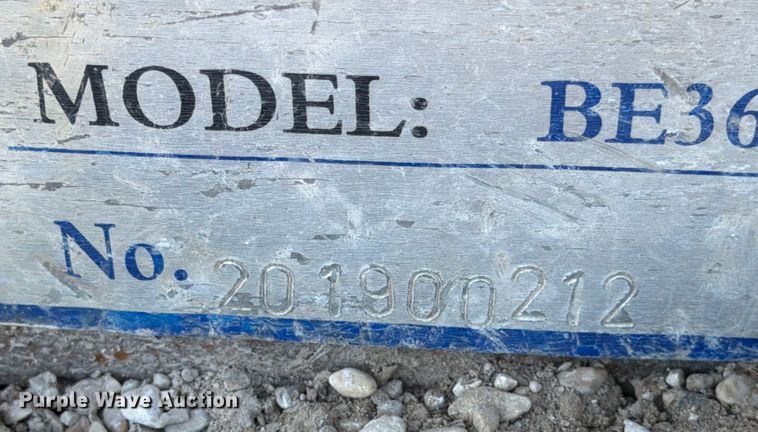 MODEL: BE36
No. 201900212
Purple Wave Auction